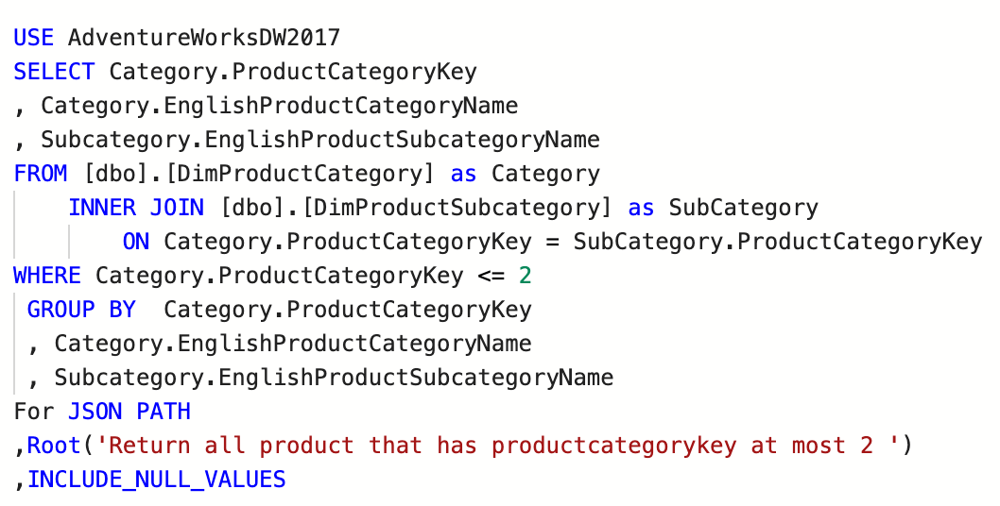 USE AdventureWorksDW2017
SELECT Category.ProductCategoryKey
, Category.EnglishProductCategoryName
, Subcategory.EnglishProductSubcategoryName
FROM [dbo].[DimProductCategory] as Category
INNER JOIN [dbo].[DimProductSubcategory] as SubCategory
ON Category.ProductCategoryKey = SubCategory.ProductCategoryKey
WHERE Category.ProductCategoryKey <= 2
GROUP BY  Category.ProductCategoryKey
, Category.EnglishProductCategoryName
, Subcategory.EnglishProductSubcategoryName
For JSON PATH
,Root('Return all product that has productcategorykey at most 2 ')
,INCLUDE_NULL_VALUES